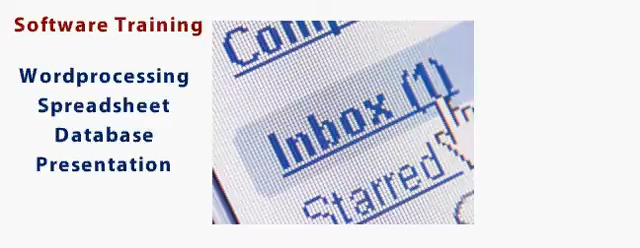 Software Training
Wordprocessing
Spreadsheet
Database
Presentation
Inbox (1)
Starred